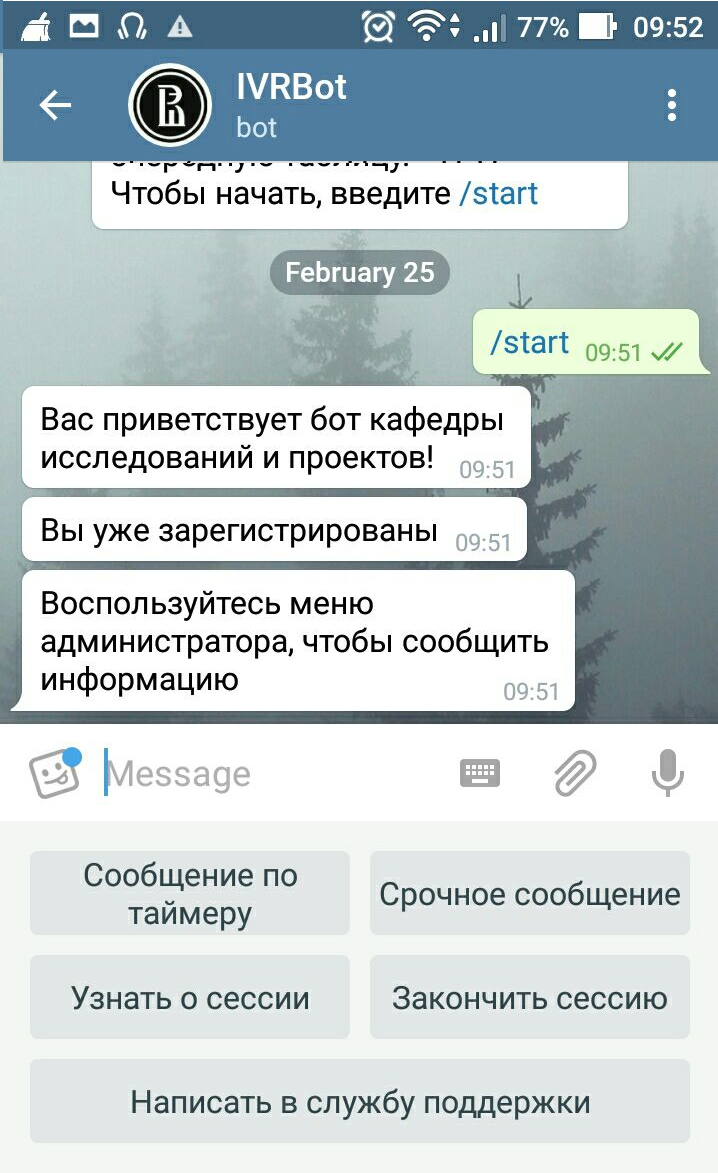 77% 09:52
IVRBot
bot
Чтобы начать, введите /start
February 25
/start 09:51
Вас приветствует бот кафедры
исследований и проектов! 09:51
Вы уже зарегистрированы 09:51
Воспользуйтесь меню
администратора, чтобы сообщить
информацию 09:51
Message
Сообщение по
таймеру
Срочное сообщение
Узнать о сессии
Закончить сессию
Написать в службу поддержки